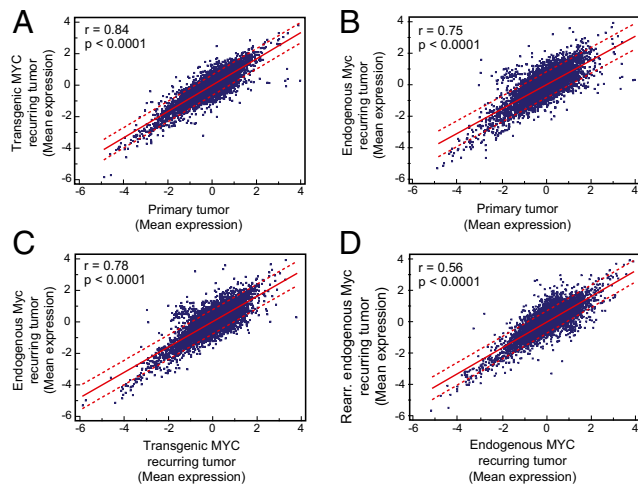 A
r = 0.84
p < 0.0001
Transgenic MYC
recurring tumor
(Mean expression)
4
2
0
-2
-4
-6
-6 -4 -2 0 2 4
Primary tumor
(Mean expression)
B
r = 0.75
p < 0.0001
Endogenous Myc
recurring tumor
(Mean expression)
4
2
0
-2
-4
-6
-6 -4 -2 0 2 4
Primary tumor
(Mean expression)
C
r = 0.78
p < 0.0001
Endogenous Myc
recurring tumor
(Mean expression)
4
2
0
-2
-4
-6
-6 -4 -2 0 2 4
Transgenic MYC
recurring tumor
(Mean expression)
D
r = 0.56
p < 0.0001
Rearr. endogenous Myc
recurring tumor
(Mean expression)
4
2
0
-2
-4
-6
-6 -4 -2 0 2 4
Endogenous MYC
recurring tumor
(Mean expression)